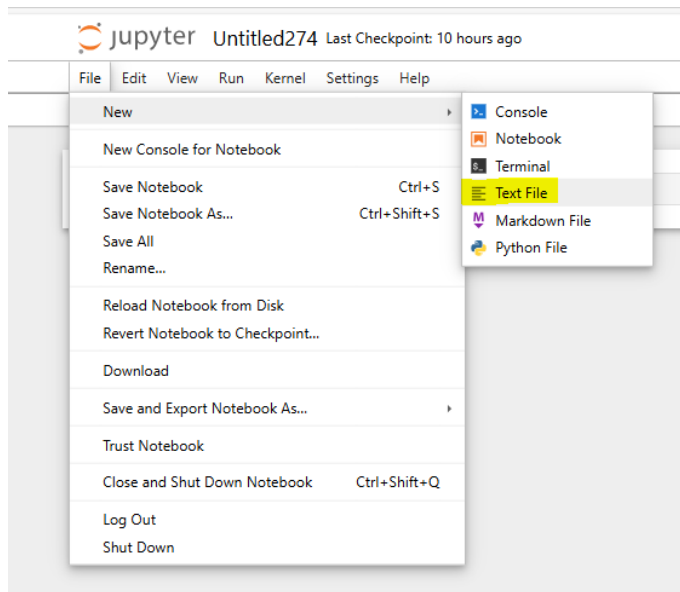 jupyter Untitled274 Last Checkpoint: 10 hours ago
File Edit View Run Kernel Settings Help
New
Console
New Console for Notebook
Notebook
Terminal
Save Notebook Ctrl+S
Text File
Save Notebook As... Ctrl+Shift+S
Markdown File
Save All
Python File
Rename...
Reload Notebook from Disk
Revert Notebook to Checkpoint...
Download
Save and Export Notebook As...
Trust Notebook
Close and Shut Down Notebook Ctrl+Shift+Q
Log Out
Shut Down